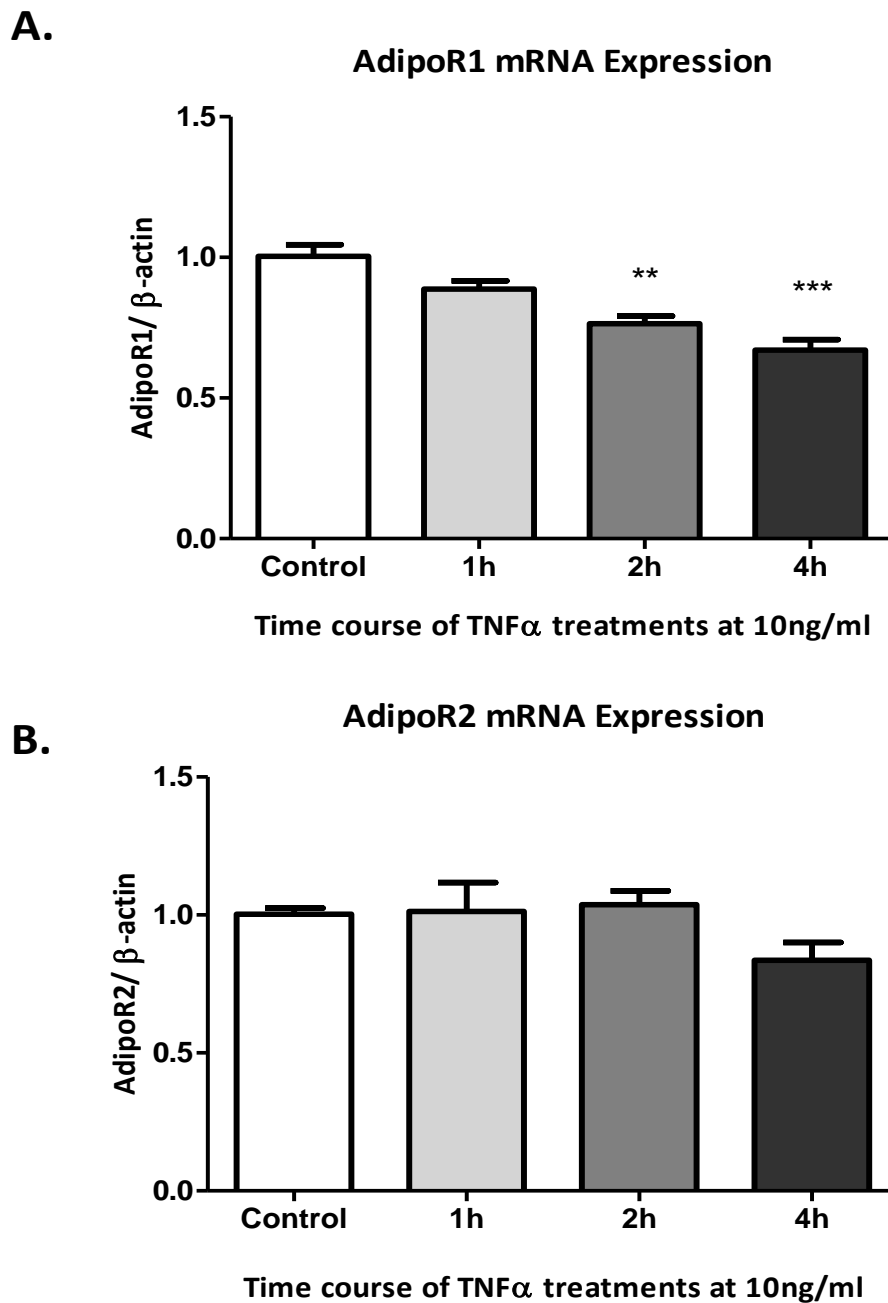 A.
AdipoR1 mRNA Expression
1.5
1.0
0.5
0.0
AdipoR1/ β-actin
**
***
Control 1h 2h 4h
Time course of TNFα treatments at 10ng/ml
AdipoR2 mRNA Expression
B.
1.5
1.0
0.5
0.0
AdipoR2/ β-actin
Control 1h 2h 4h
Time course of TNFα treatments at 10ng/ml